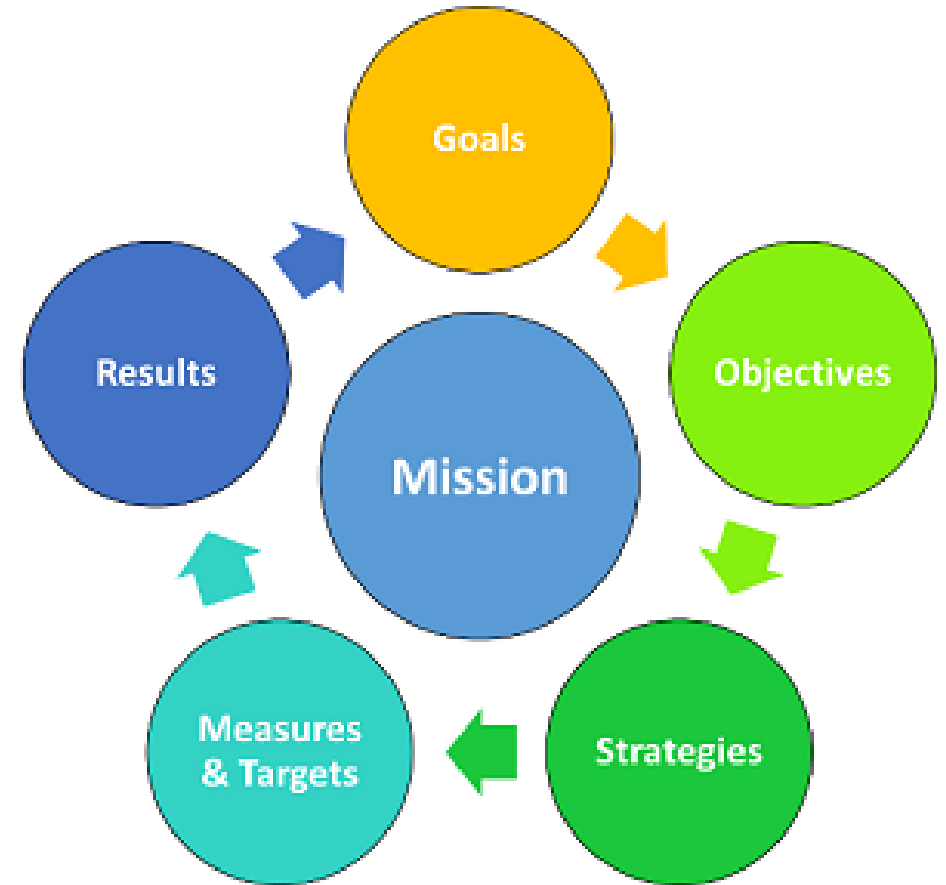 Goals
Objectives
Strategies
Measures
& Targets
Results
Mission